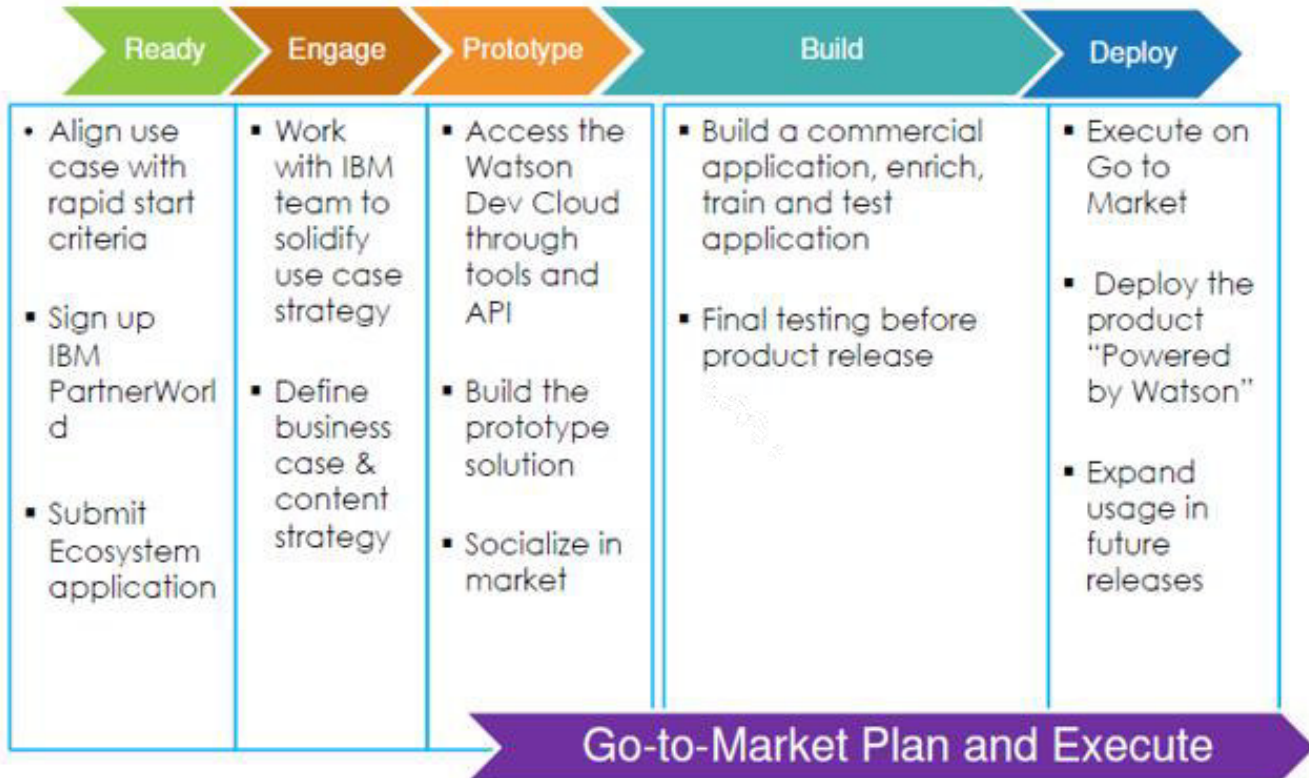 Ready
Engage
Prototype
Build
Deploy
• Align use
case with
rapid start
criteria
▪ Sign up
IBM
PartnerWorl
d
▪ Submit
Ecosystem
application
▪ Work
with IBM
team to
solidify
use case
strategy
▪ Define
business
case &
content
strategy
▪ Access the
Watson
Dev Cloud
through
tools and
API
▪ Build the
prototype
solution
▪ Socialize in
market
▪ Build a commercial
application, enrich,
train and test
application
▪ Final testing before
product release
▪ Execute on
Go to
Market
▪ Deploy the
product
“Powered
by Watson”
▪ Expand
usage in
future
releases
Go-to-Market Plan and Execute